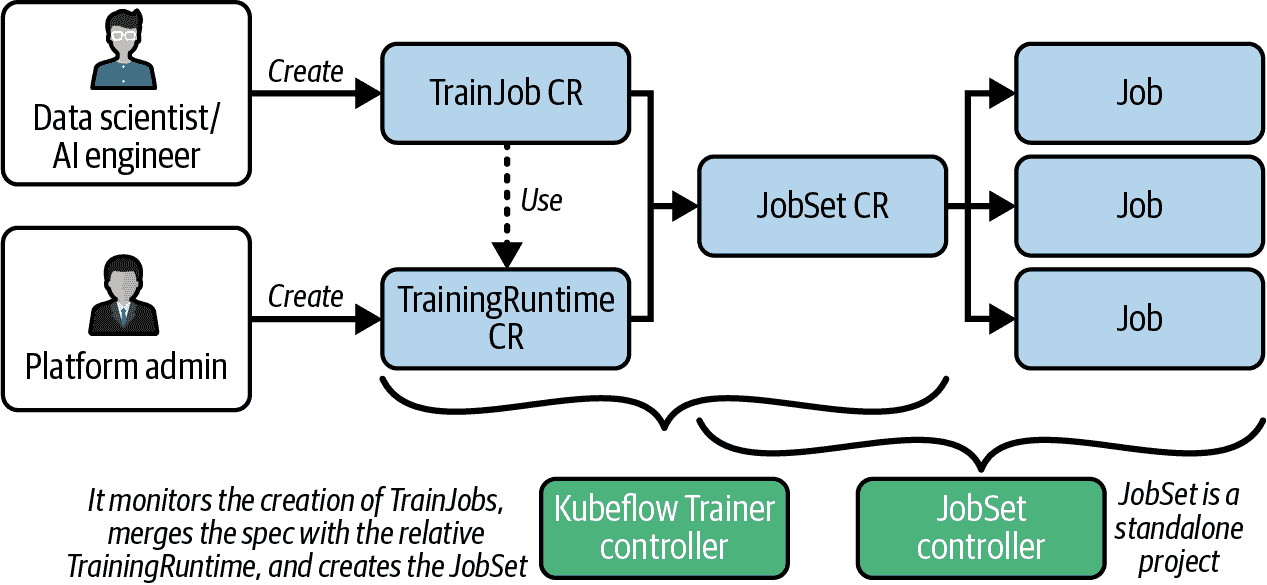 Data scientist/
AI engineer
Create
TrainJob CR
Use
Platform admin
Create
TrainingRuntime
CR
JobSet CR
Job
Job
Job
It monitors the creation of TrainJobs,
merges the spec with the relative
TrainingRuntime, and creates the JobSet
Kubeflow Trainer
controller
JobSet
controller
JobSet is a
standalone
project